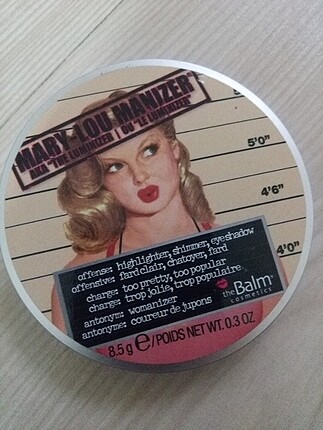 MARY-LOU MANIZER®
AKA "THE LUMINIZER" | OU "LE LUMINIZER"
5'0"
4'6"
4'0"
offense: highlighter, shimmer, eyeshadow
offensive: fard clair, chatoyer, fard
charge: too pretty, too popular
charge: trop jolie, trop populaire
antonym: womanizer
antonyme: coureur de jupons
theBalm
cosmetics
8.5 g e/POIDS NET WT. 0.3 OZ